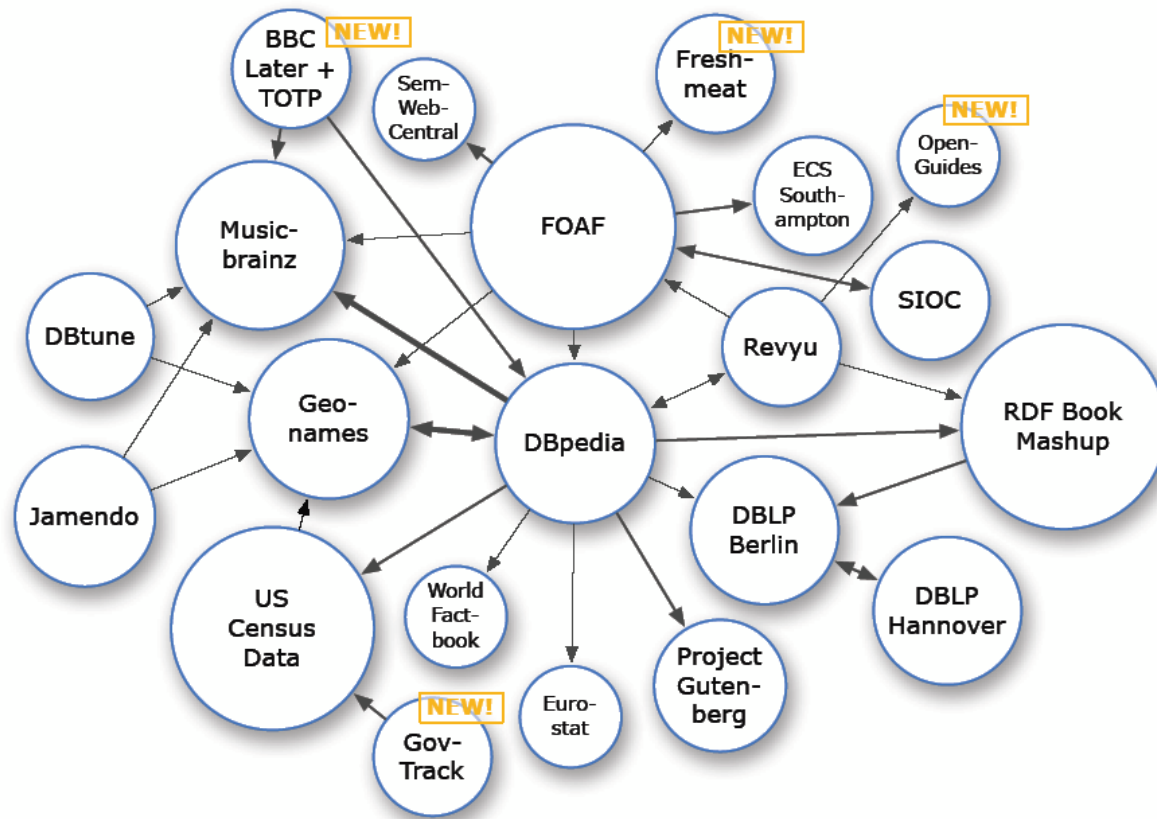 NEW!
BBC
Later +
TOTP
NEW!
Fresh-
meat
Sem-
Web-
Central
NEW!
Open-
Guides
ECS
South-
ampton
FOAF
Music-
brainz
SIOC
DBtune
Revyu
Geo-
names
DBpedia
RDF Book
Mashup
Jamendo
DBLP
Berlin
US
Census
Data
World
Fact-
book
DBLP
Hannover
Project
Guten-
berg
Euro-
stat
NEW!
Gov-
Track